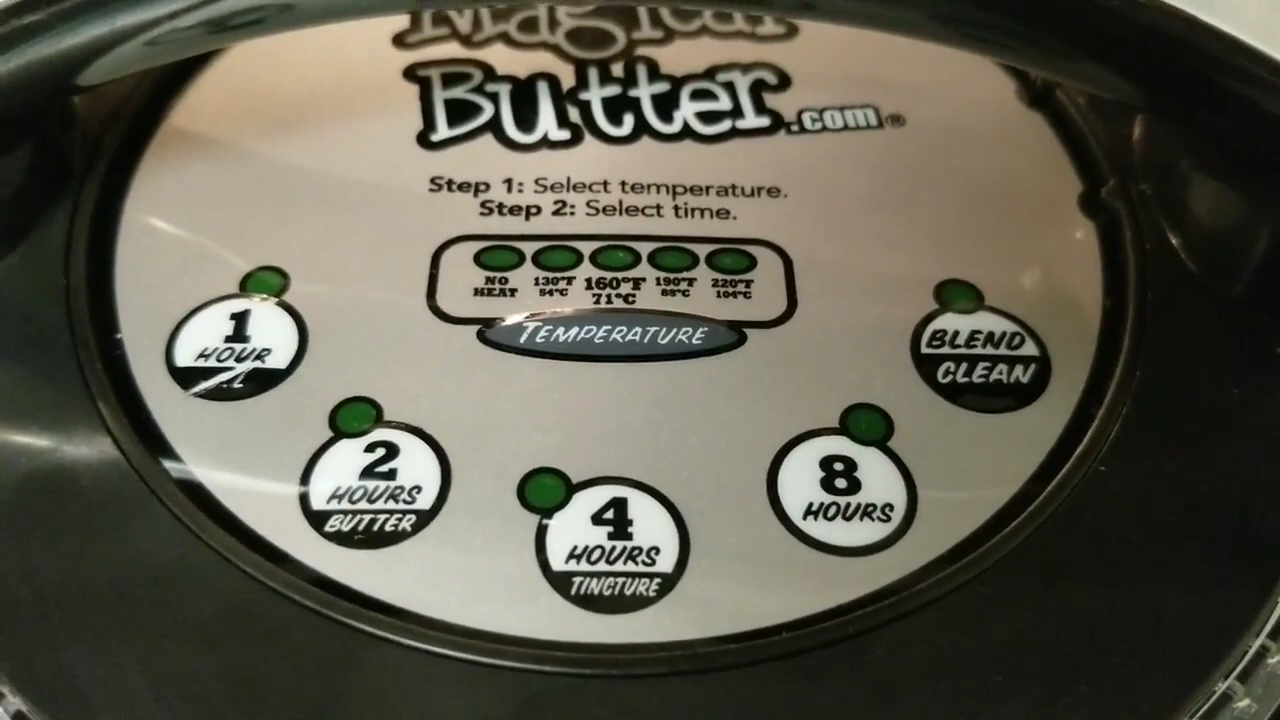 Magical
Butter.com®
Step 1: Select temperature.
Step 2: Select time.
NO HEAT
130°F 54°C
160°F 71°C
190°F 88°C
220°F 104°C
TEMPERATURE
1
HOUR
2
HOURS
BUTTER
4
HOURS
TINCTURE
8
HOURS
BLEND
CLEAN